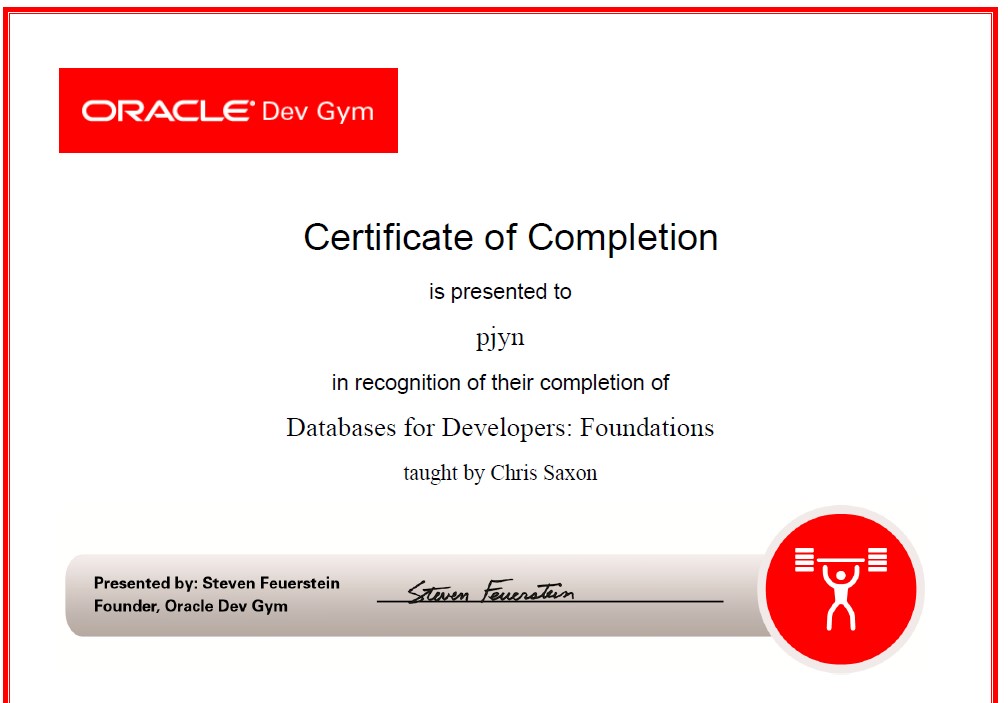 ORACLE Dev Gym
Certificate of Completion
is presented to
pjyn
in recognition of their completion of
Databases for Developers: Foundations
taught by Chris Saxon
Presented by: Steven Feuerstein
Founder, Oracle Dev Gym
Steven Feuerstein